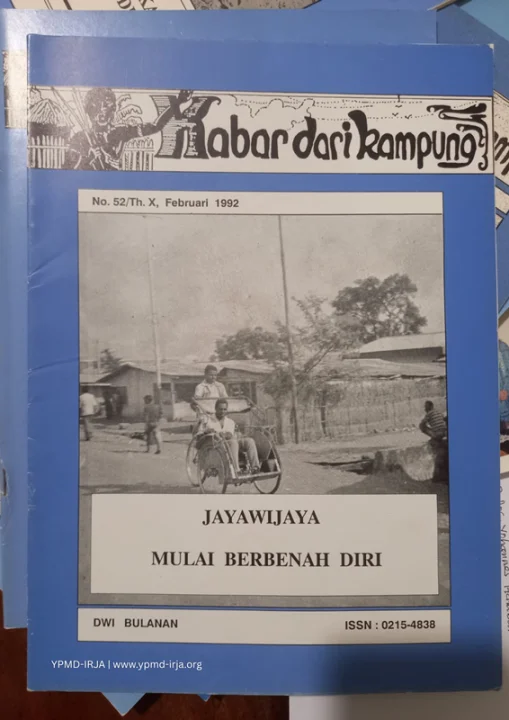 Kabar dari kampung
No. 52/Th. X, Februari 1992
JAYAWIJAYA
MULAI BERBENAH DIRI
DWI BULANAN
ISSN : 0215-4838
YPMD-IRJA | www.ypmd-irja.org